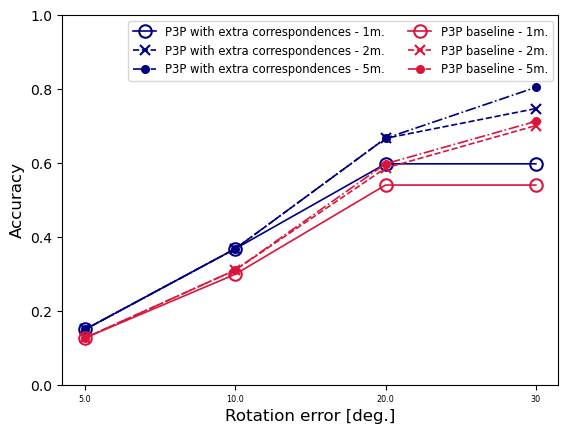 P3P with extra correspondences - 1m.
P3P with extra correspondences - 2m.
P3P with extra correspondences - 5m.
P3P baseline - 1m.
P3P baseline - 2m.
P3P baseline - 5m.
Accuracy
1.0
0.8
0.6
0.4
0.2
0.0
5.0 10.0 20.0 30
Rotation error [deg.]